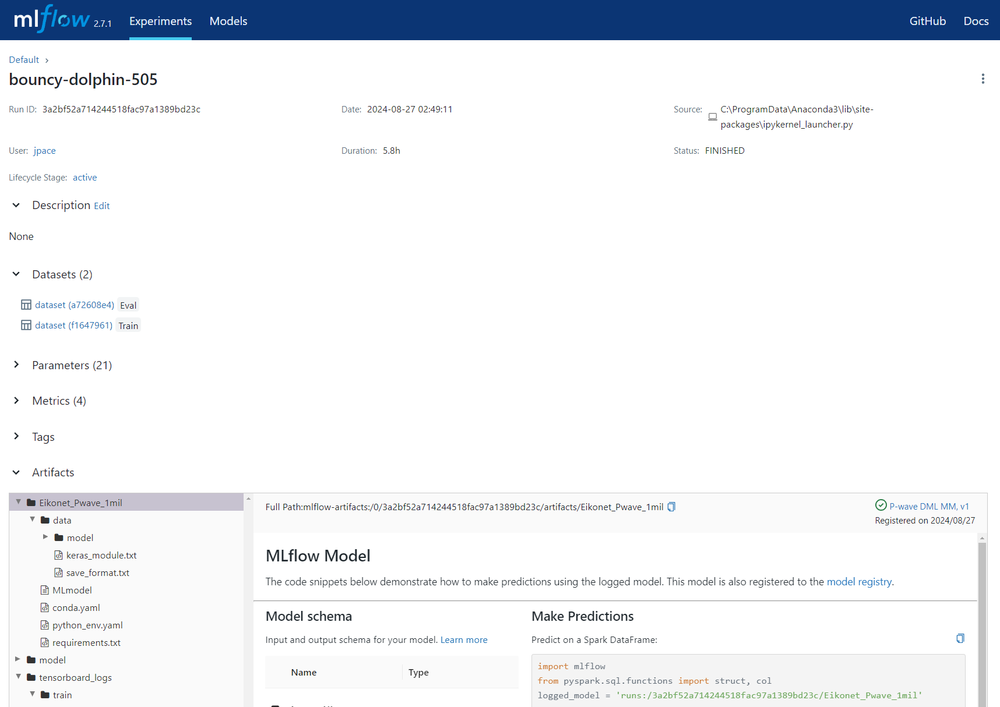 mlflow 2.7.1 Experiments Models GitHub Docs
Default
bouncy-dolphin-505
Run ID: 3a2bf52a714244518fac97a1389bd23c
Date: 2024-08-27 02:49:11
Source: C:\ProgramData\Anaconda3\lib\site-
packages\ipykernel_launcher.py
User: jpace
Duration: 5.8h
Status: FINISHED
Lifecycle Stage: active
Description Edit
None
Datasets (2)
dataset (a72608e4) Eval
dataset (f1647961) Train
Parameters (21)
Metrics (4)
Tags
Artifacts
Eikonet_Pwave_1mil
data
model
keras_module.txt
save_format.txt
MLmodel
conda.yaml
python_env.yaml
requirements.txt
model
tensorboard_logs
train
Full Path:mlflow-artifacts:/0/3a2bf52a714244518fac97a1389bd23c/artifacts/Eikonet_Pwave_1mil
P-wave DML MM, v1
Registered on 2024/08/27
MLflow Model
The code snippets below demonstrate how to make predictions using the logged model. This model is also registered to the model registry.
Model schema
Input and output schema for your model. Learn more
Name Type
Make Predictions
Predict on a Spark DataFrame:
import mlflow
from pyspark.sql.functions import struct, col
logged_model = 'runs:/3a2bf52a714244518fac97a1389bd23c/Eikonet_Pwave_1mil'